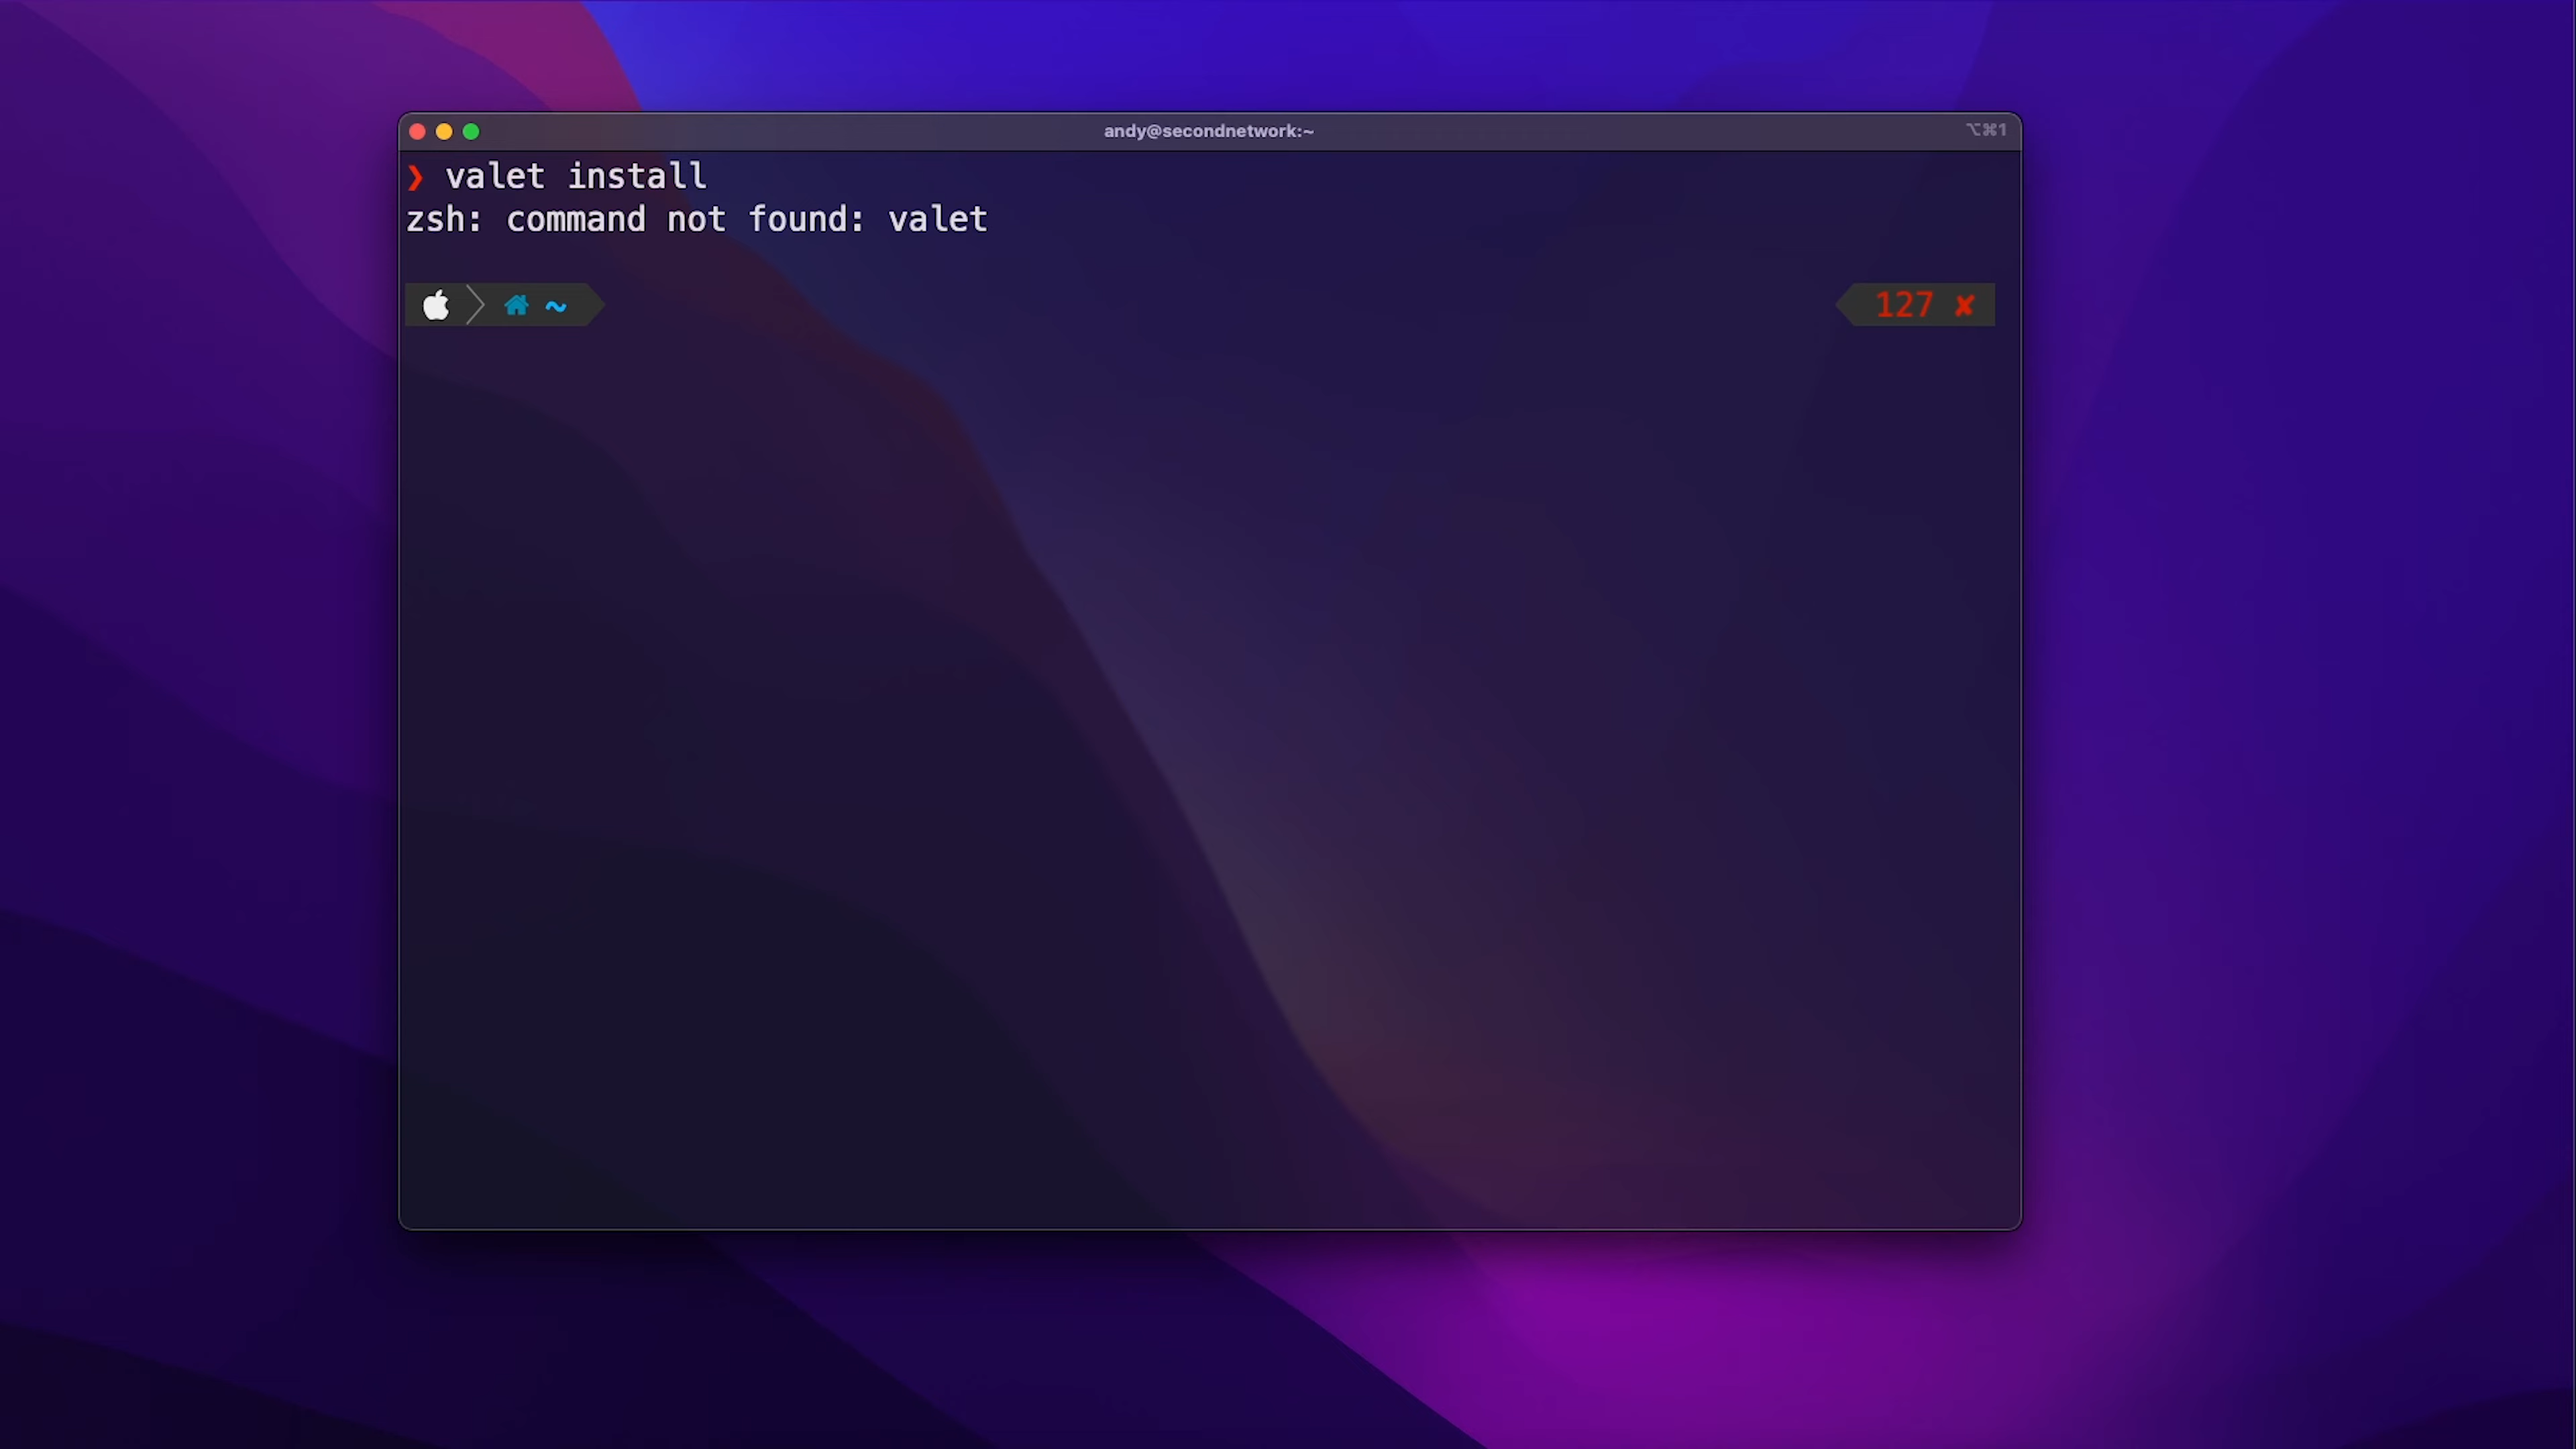 andy@secondnetwork:~
⌥⌘1
❯ valet install
zsh: command not found: valet
~
127 ✘